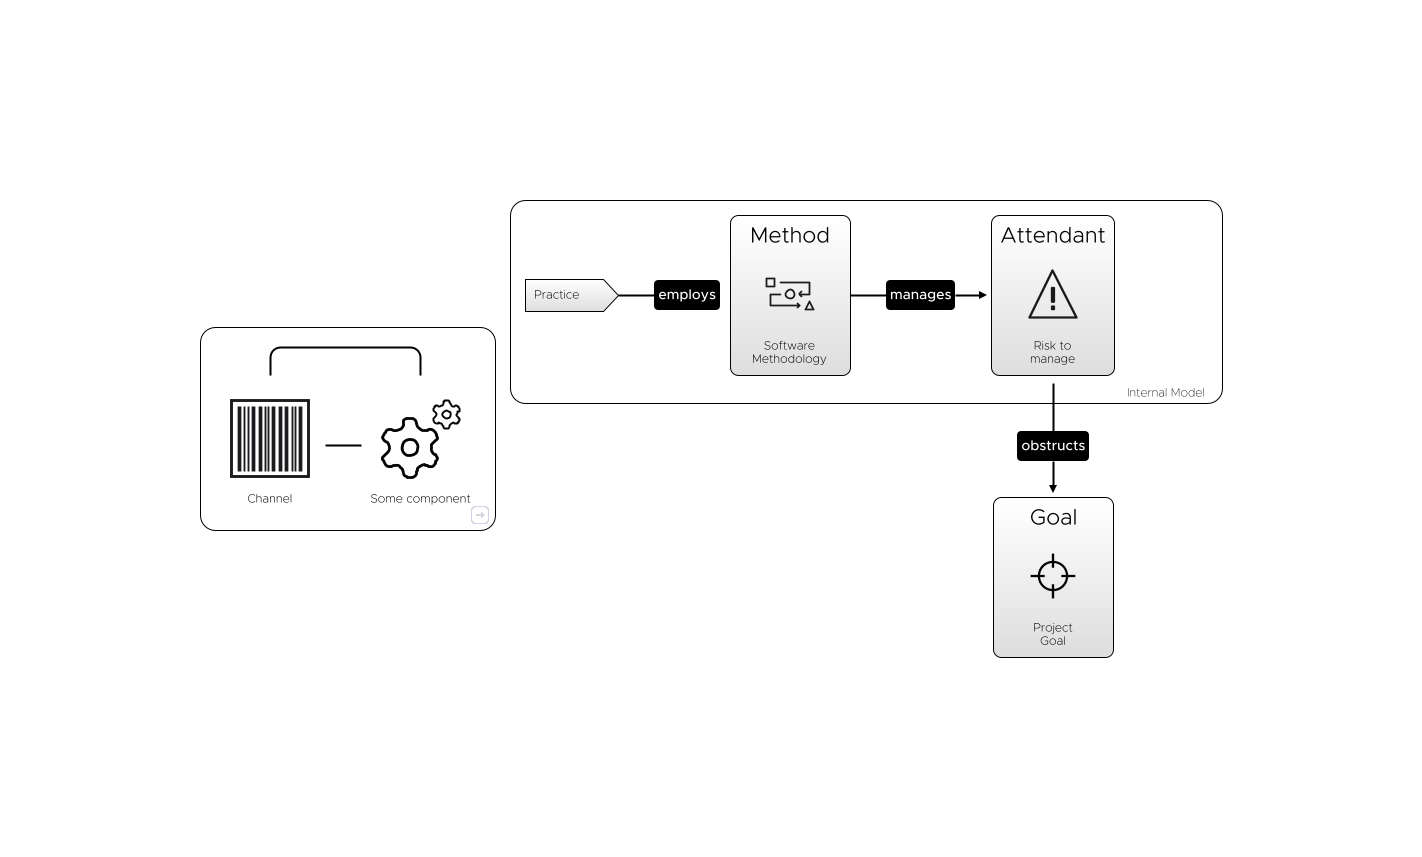 Method
Attendant
Practice
employs
manages
Software
Methodology
Risk to
manage
Internal Model
obstructs
Channel
Some component
Goal
Project
Goal